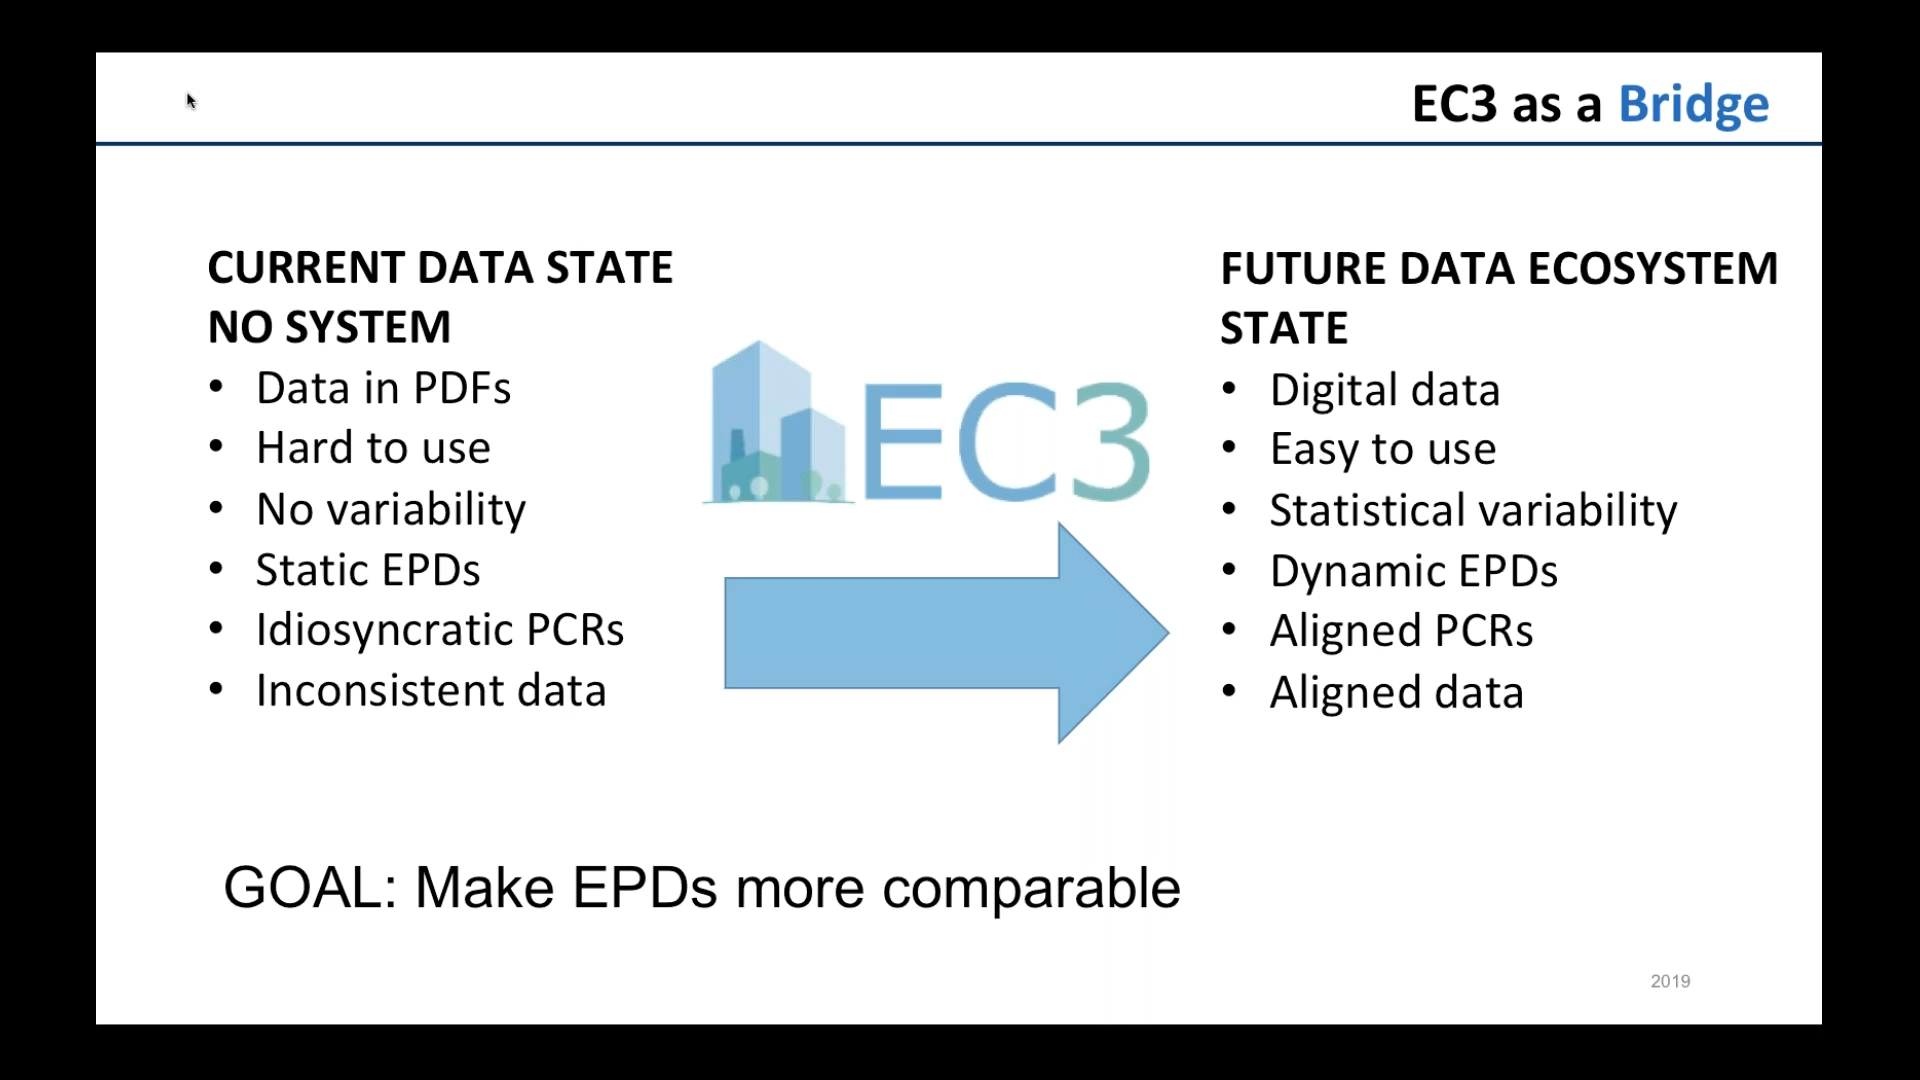 EC3 as a Bridge
CURRENT DATA STATE
NO SYSTEM
• Data in PDFs
• Hard to use
• No variability
• Static EPDs
• Idiosyncratic PCRs
• Inconsistent data
EC3
FUTURE DATA ECOSYSTEM
STATE
• Digital data
• Easy to use
• Statistical variability
• Dynamic EPDs
• Aligned PCRs
• Aligned data
GOAL: Make EPDs more comparable
2019